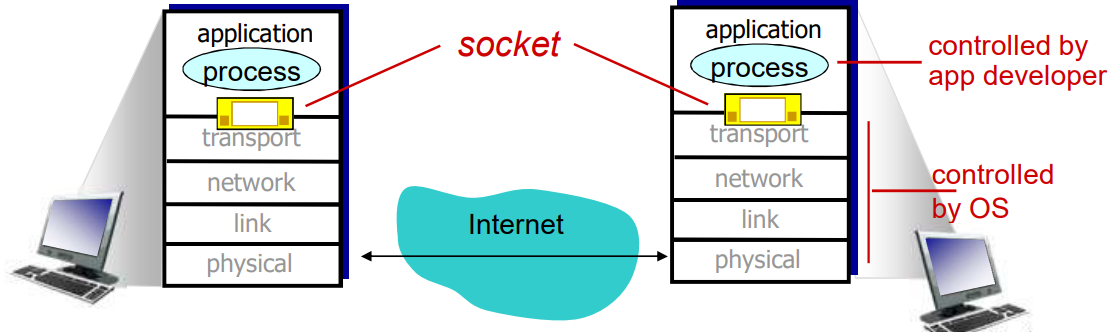 application
process
transport
network
link
physical
socket
Internet
application
process
transport
network
link
physical
controlled by
app developer
controlled
by OS